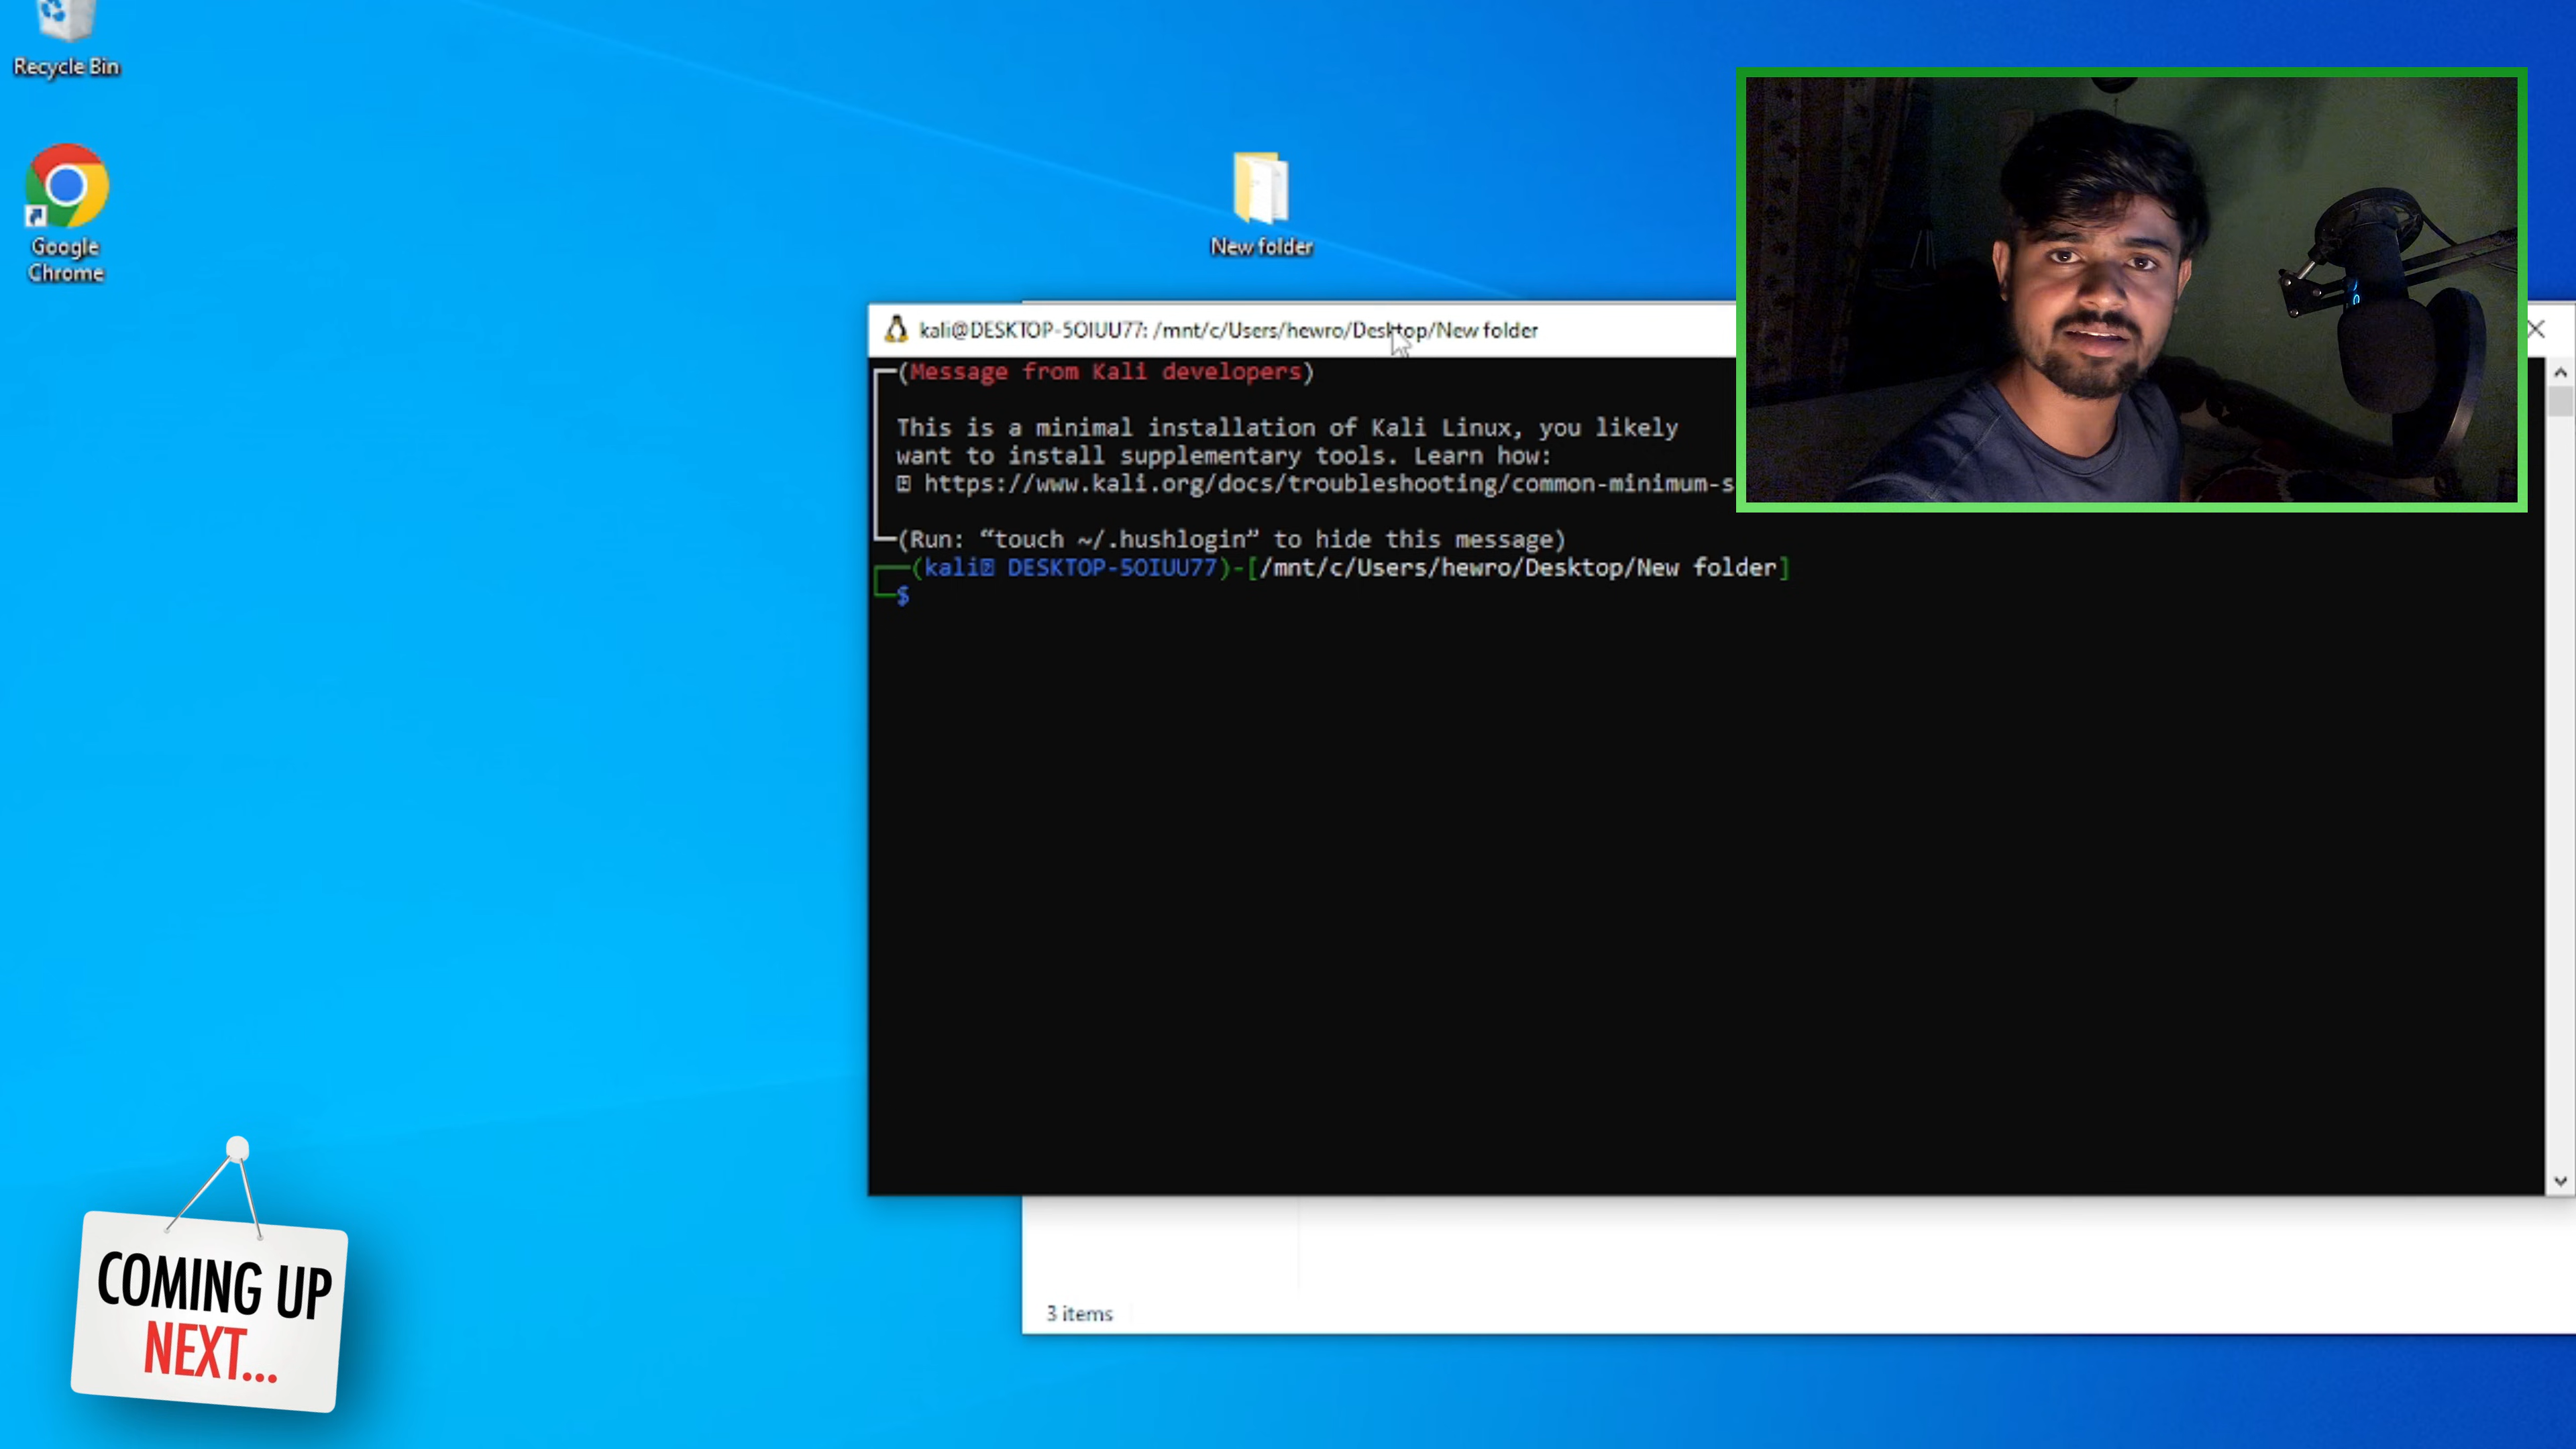 Recycle Bin
Google
Chrome
New folder
kali@DESKTOP-5OIUU77: /mnt/c/Users/hewro/Desktop/New folder
(Message from Kali developers)
This is a minimal installation of Kali Linux, you likely
want to install supplementary tools. Learn how:
https://www.kali.org/docs/troubleshooting/common-minimum-s
(Run: “touch ~/.hushlogin” to hide this message)
(kali DESKTOP-5OIUU77)-[/mnt/c/Users/hewro/Desktop/New folder]
$
3 items
COMING UP
NEXT...